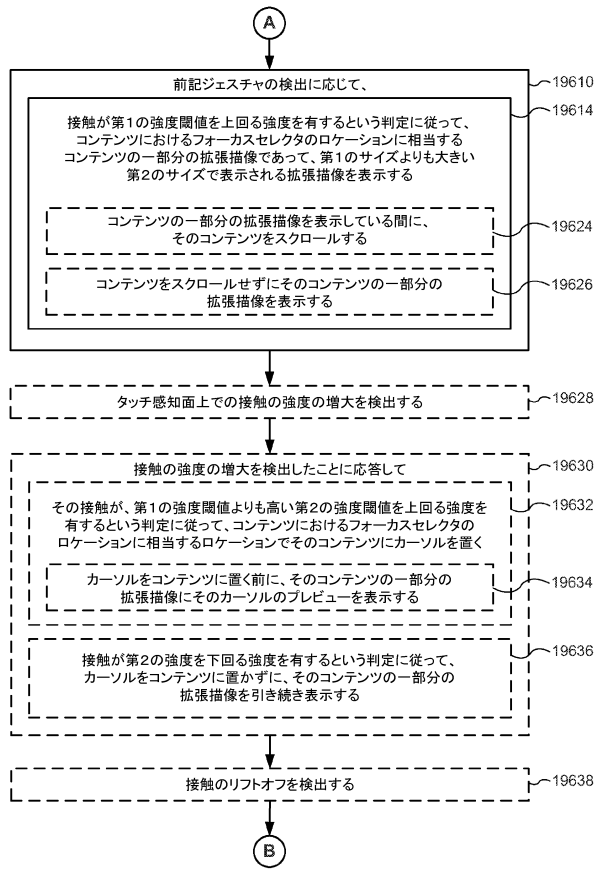 A
前記ジェスチャの検出に応じて、
19610
接触が第1の強度閾値を上回る強度を有するという判定に従って、
19614
コンテンツにおけるフォーカスセレクタのロケーションに相当する
コンテンツの一部分の拡張描像であって、第1のサイズよりも大きい
第2のサイズで表示される拡張描像を表示する
コンテンツの一部分の拡張描像を表示している間に、
そのコンテンツをスクロールする
19624
コンテンツをスクロールせずにそのコンテンツの一部分の
拡張描像を表示する
19626
タッチ感知面上での接触の強度の増大を検出する
19628
接触の強度の増大を検出したことに応答して
19630
その接触が、第1の強度閾値よりも高い第2の強度閾値を上回る強度を
有するという判定に従って、コンテンツにおけるフォーカスセレクタの
ロケーションに相当するロケーションでそのコンテンツにカーソルを置く
19632
カーソルをコンテンツに置く前に、そのコンテンツの一部分の
拡張描像にそのカーソルのプレビューを表示する
19634
接触が第2の強度を下回る強度を有するという判定に従って、
カーソルをコンテンツに置かずに、そのコンテンツの一部分の
拡張描像を引き続き表示する
19636
接触のリフトオフを検出する
19638
B